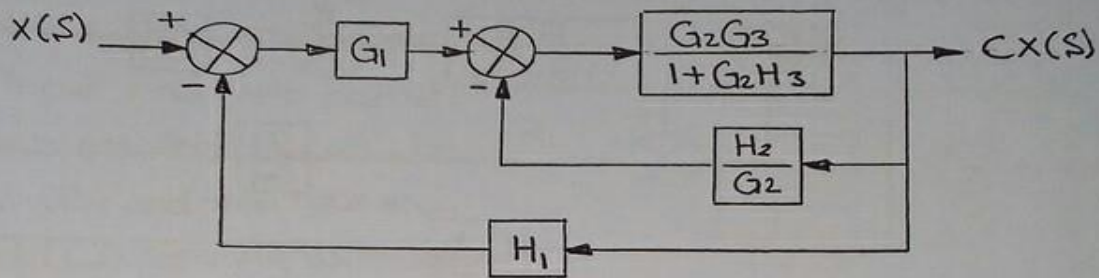 X(S)
+
-
G1
+
-
G2G3
1+G2H3
CX(S)
H2
G2
H1